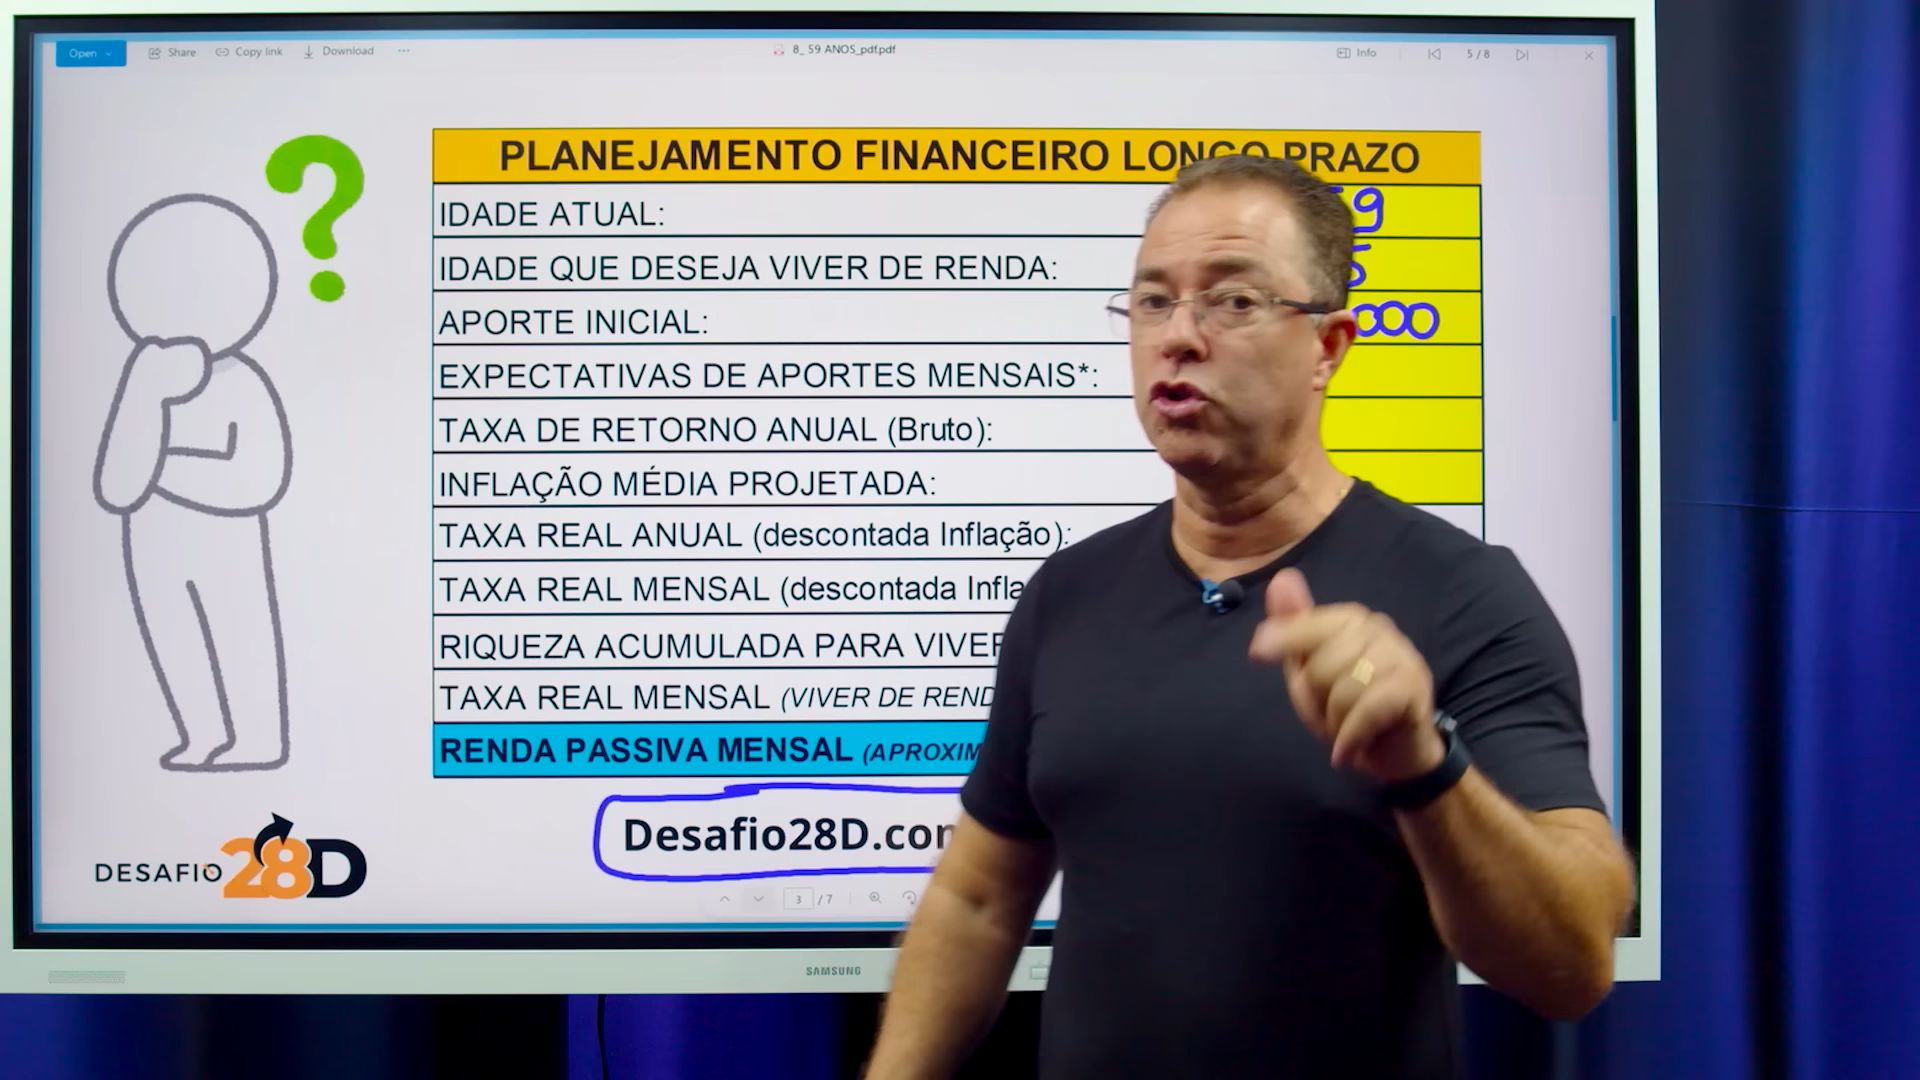 Open
Share
Copy link
Download
8_ 59 ANOS_pdf.pdf
Info
5 / 8
PLANEJAMENTO FINANCEIRO LONGO PRAZO
IDADE ATUAL: 9
IDADE QUE DESEJA VIVER DE RENDA:
APORTE INICIAL: 000
EXPECTATIVAS DE APORTES MENSAIS*:
TAXA DE RETORNO ANUAL (Bruto):
INFLAÇÃO MÉDIA PROJETADA:
TAXA REAL ANUAL (descontada Inflação):
TAXA REAL MENSAL (descontada Infla
RIQUEZA ACUMULADA PARA VIVER
TAXA REAL MENSAL (VIVER DE REND
RENDA PASSIVA MENSAL (APROXIM
Desafio28D.com
DESAFIO 28D
3 / 7
SAMSUNG